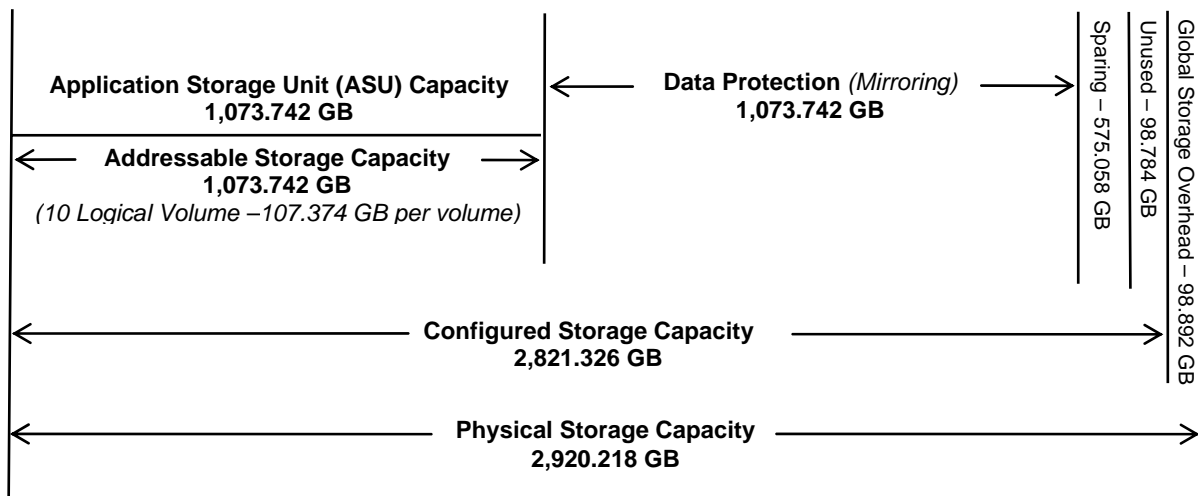 Application Storage Unit (ASU) Capacity
1,073.742 GB
Data Protection (Mirroring)
1,073.742 GB
Sparing – 575.058 GB
Unused – 98.784 GB
Global Storage Overhead – 98.892 GB
Addressable Storage Capacity
1,073.742 GB
(10 Logical Volume –107.374 GB per volume)
Configured Storage Capacity
2,821.326 GB
Physical Storage Capacity
2,920.218 GB